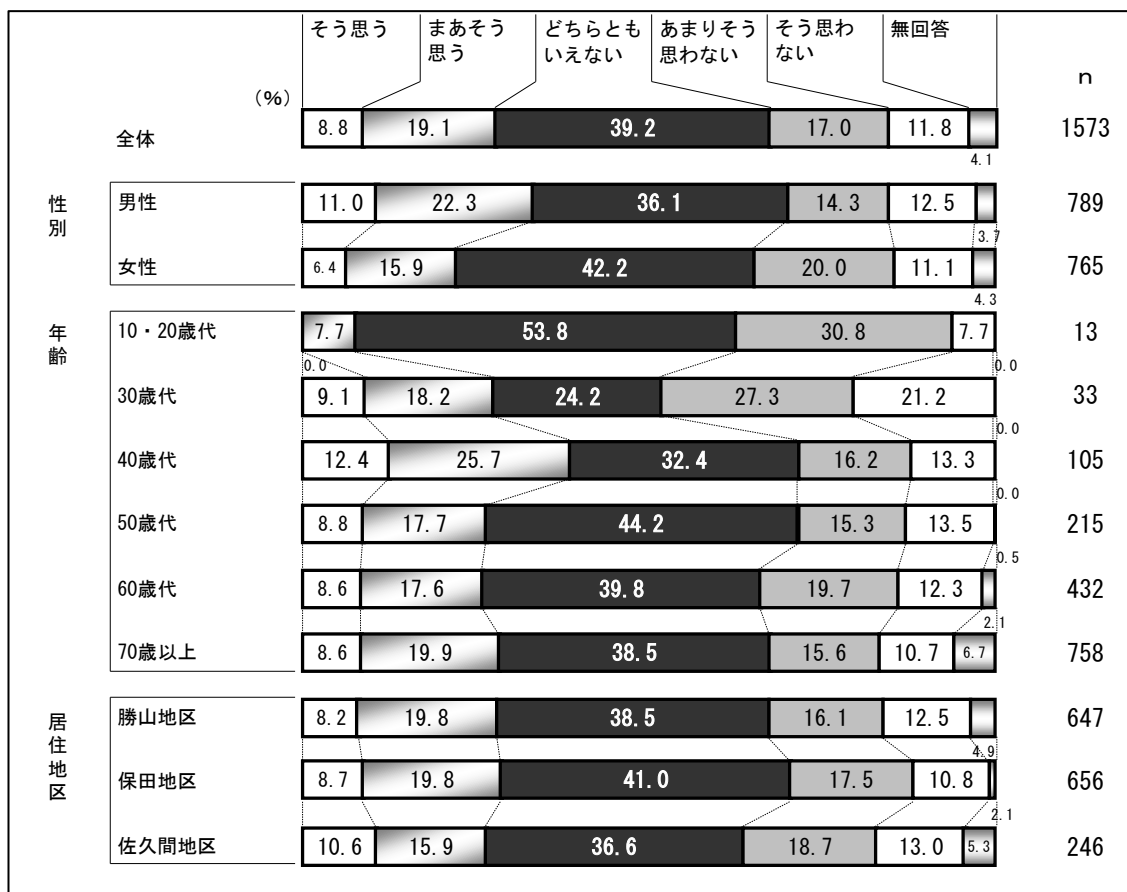 そう思う まあそう思う どちらともいえない あまりそう思わない そう思わない 無回答
(%) n
全体 8.8 19.1 39.2 17.0 11.8 4.1 1573
性別
男性 11.0 22.3 36.1 14.3 12.5 3.7 789
女性 6.4 15.9 42.2 20.0 11.1 4.3 765
年齢
10・20歳代 0.0 7.7 53.8 30.8 7.7 0.0 13
30歳代 9.1 18.2 24.2 27.3 21.2 0.0 33
40歳代 12.4 25.7 32.4 16.2 13.3 0.0 105
50歳代 8.8 17.7 44.2 15.3 13.5 0.5 215
60歳代 8.6 17.6 39.8 19.7 12.3 2.1 432
70歳以上 8.6 19.9 38.5 15.6 10.7 6.7 758
居住地区
勝山地区 8.2 19.8 38.5 16.1 12.5 4.9 647
保田地区 8.7 19.8 41.0 17.5 10.8 2.1 656
佐久間地区 10.6 15.9 36.6 18.7 13.0 5.3 246